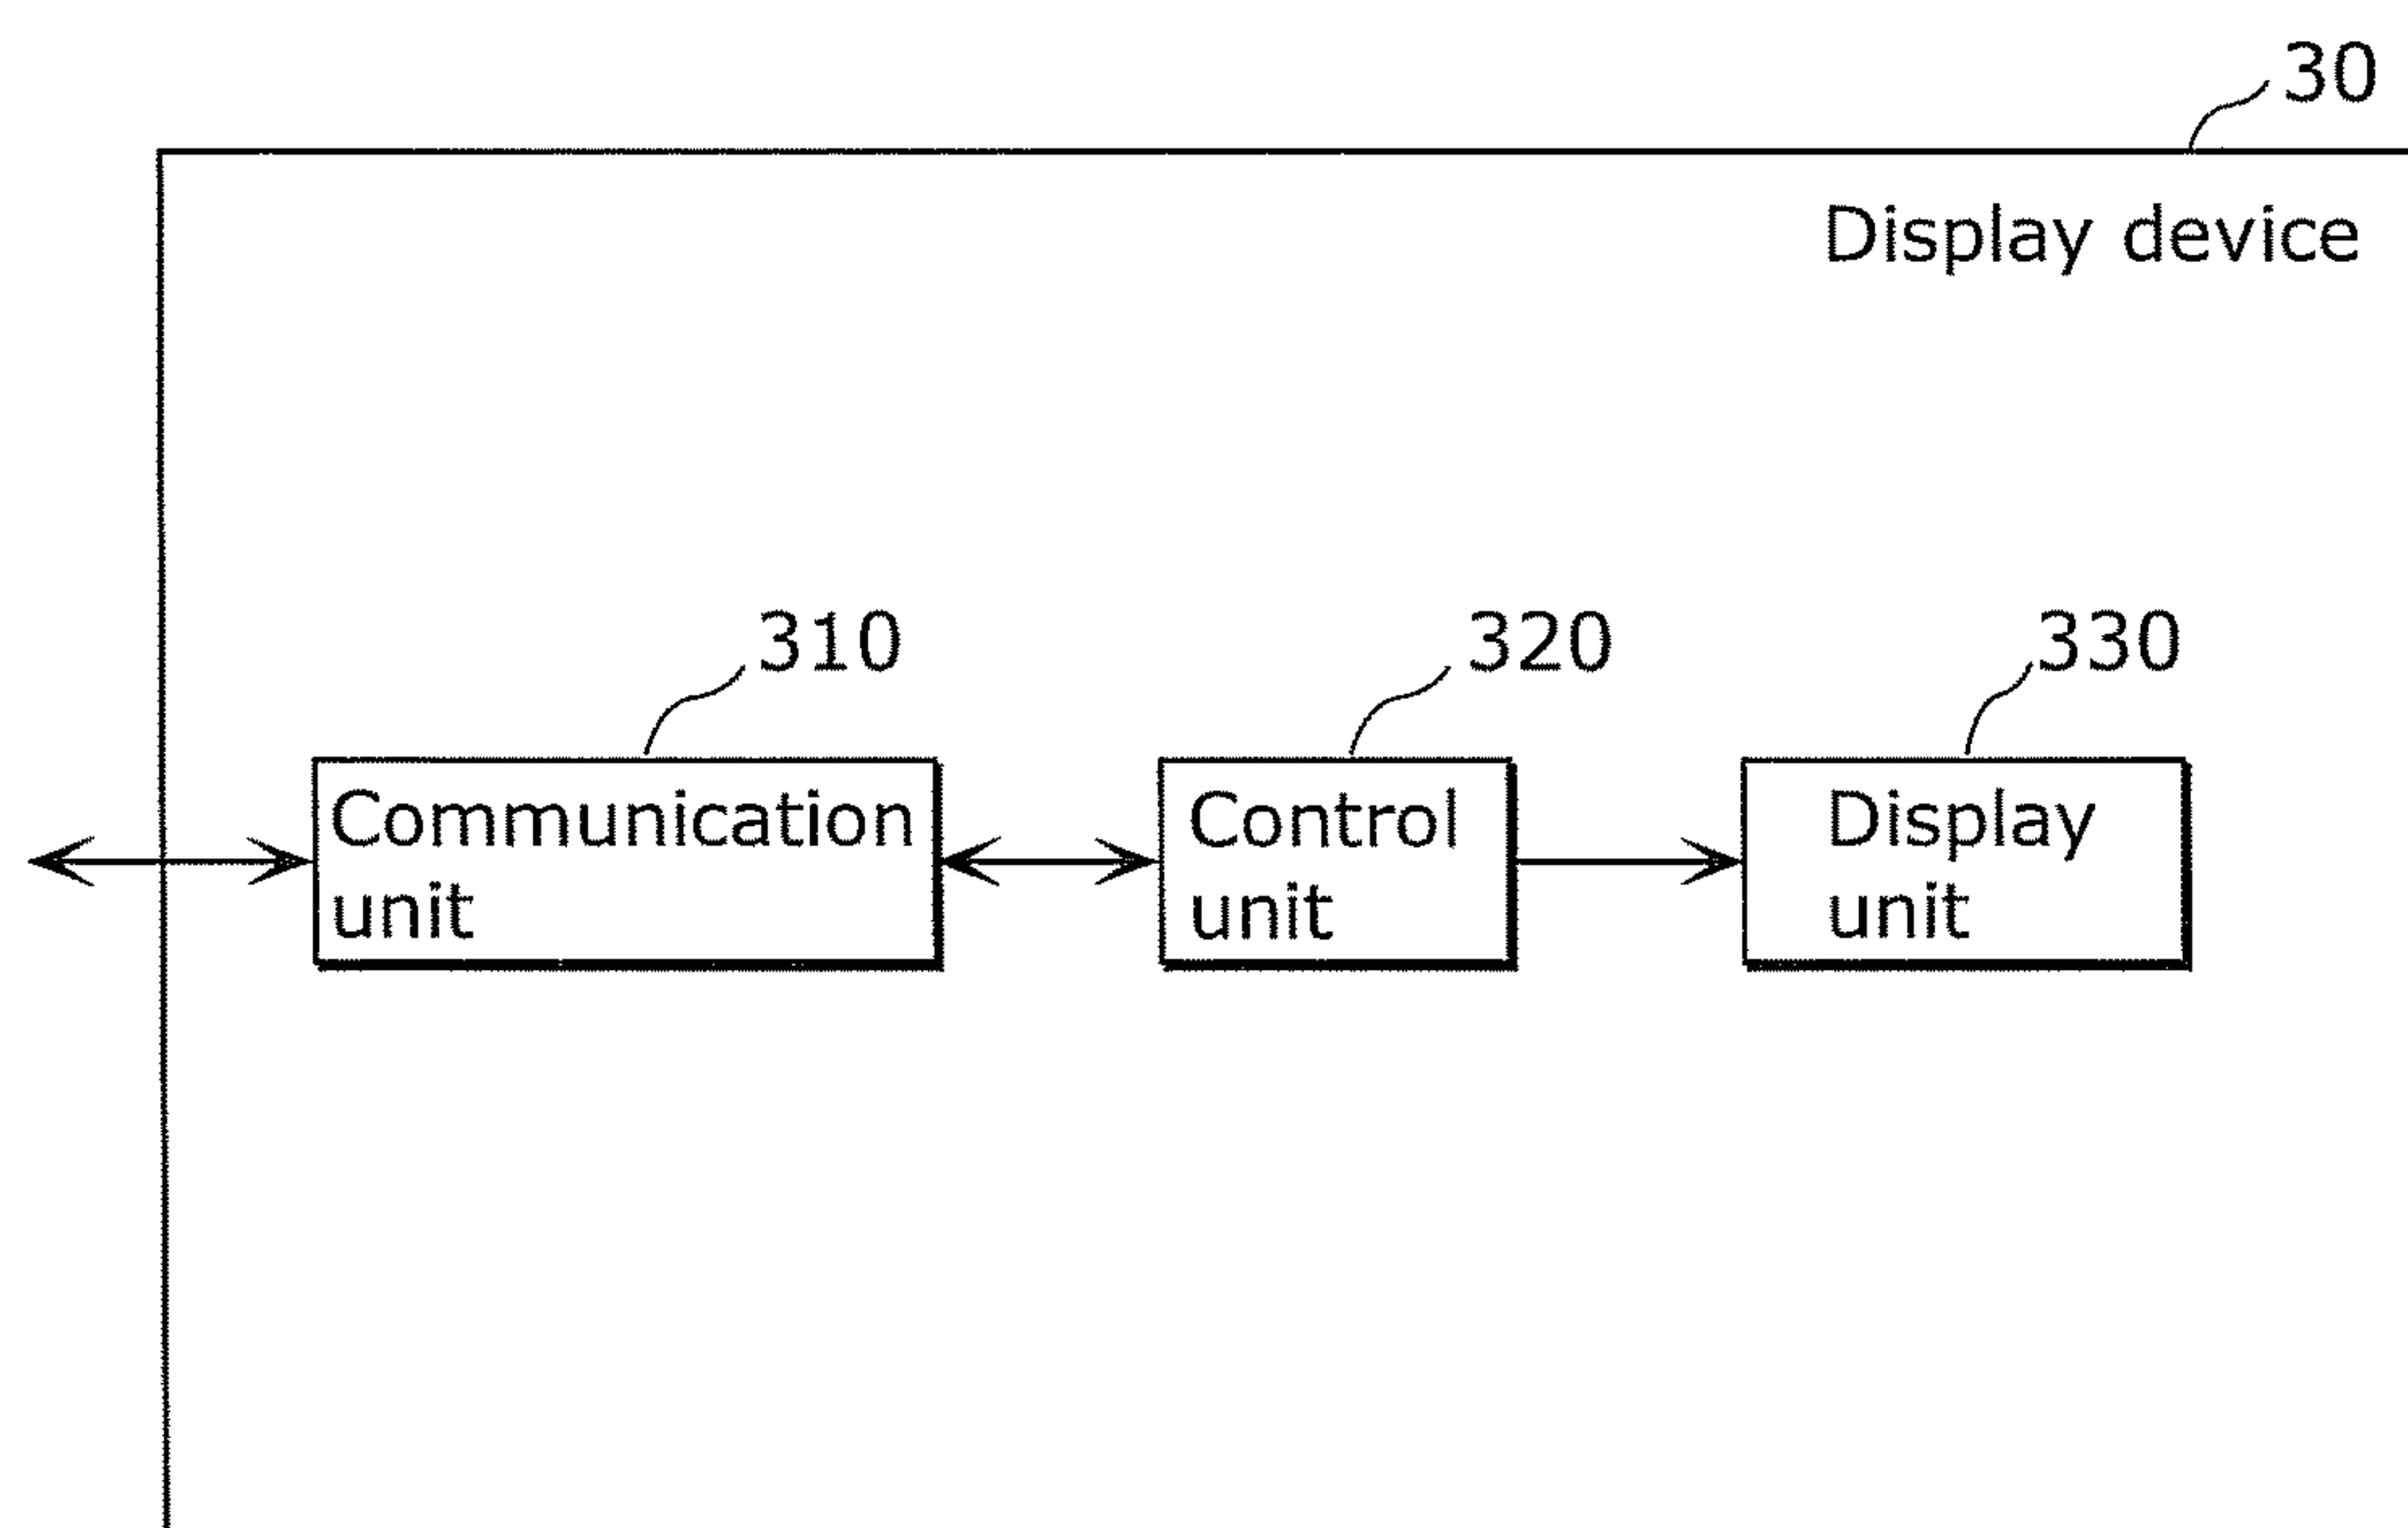 30
Display device
310
320
330
Communication
unit
Control
unit
Display
unit